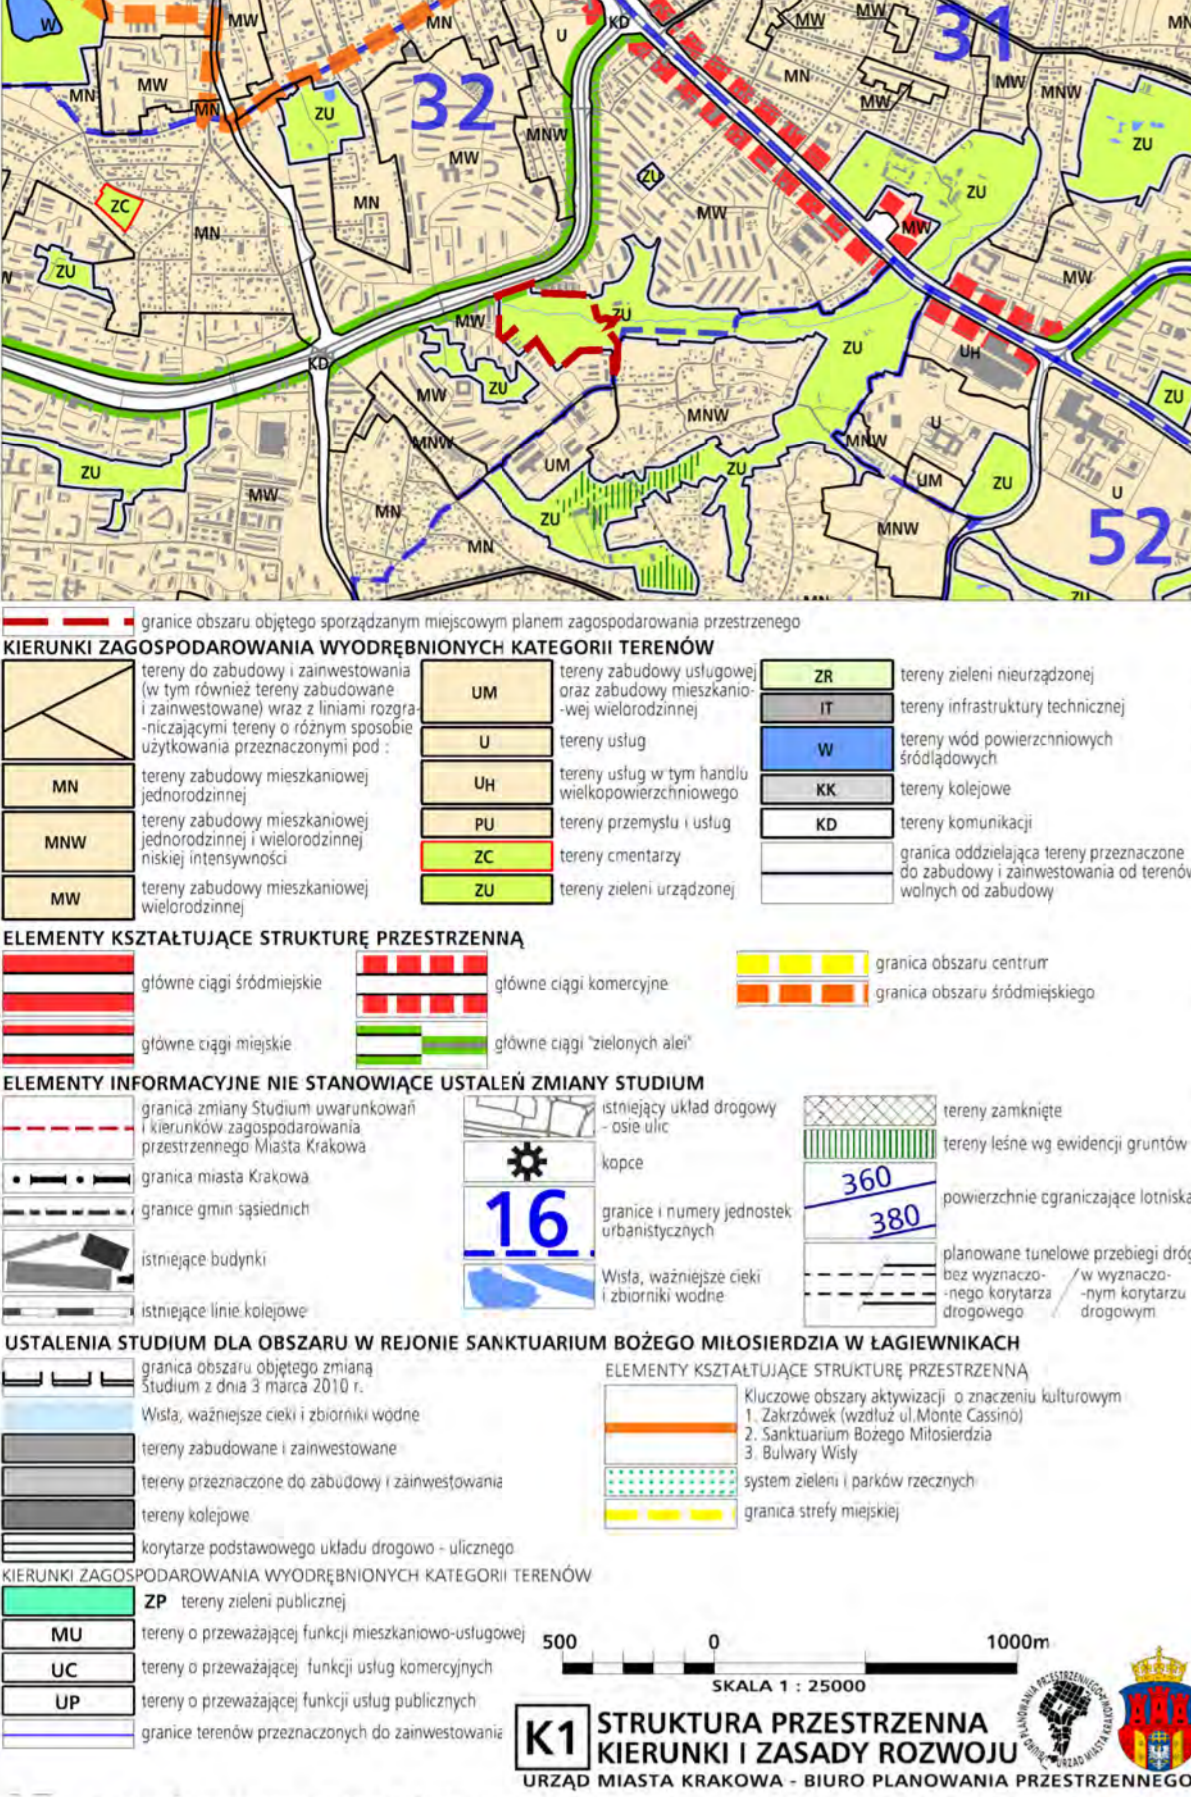 W
MW
MN
U
KD
MW
MW
31
MN
MN
MW
MN
ZU
32
MNW
MW
MN
MW
MW
MNW
ZU
ZC
MN
MN
ZU
MW
ZU
MW
ZU
W
MW
ZU
MW
KD
ZU
MW
MNW
ZU
UH
ZU
ZU
MW
MNW
UM
ZU
MNW
U
UM
ZU
U
MN
ZU
MNW
52
MN
ZU
MN
granice obszaru objętego sporządzanym miejscowym planem zagospodarowania przestrzenego
KIERUNKI ZAGOSPODAROWANIA WYODRĘBNIONYCH KATEGORII TERENÓW
tereny do zabudowy i zainwestowania
(w tym również tereny zabudowane
i zainwestowane) wraz z liniami rozgra-
-niczającymi tereny o różnym sposobie
użytkowania przeznaczonymi pod :
MN
tereny zabudowy mieszkaniowej
jednorodzinnej
MNW
tereny zabudowy mieszkaniowej
jednorodzinnej i wielorodzinnej
niskiej intensywności
MW
tereny zabudowy mieszkaniowej
wielorodzinnej
UM
tereny zabudowy usługowej
oraz zabudowy mieszkanio-
-wej wielorodzinnej
U
tereny usług
UH
tereny usług w tym handlu
wielkopowierzchniowego
PU
tereny przemysłu i usług
ZC
tereny cmentarzy
ZU
tereny zieleni urządzonej
ZR
tereny zieleni nieurządzonej
IT
tereny infrastruktury technicznej
W
tereny wód powierzchniowych
śródlądowych
KK
tereny kolejowe
KD
tereny komunikacji
granica oddzielająca tereny przeznaczone
do zabudowy i zainwestowania od terenów
wolnych od zabudowy
ELEMENTY KSZTAŁTUJĄCE STRUKTURĘ PRZESTRZENNĄ
główne ciągi śródmiejskie
główne ciągi miejskie
główne ciągi komercyjne
główne ciągi "zielonych alei"
granica obszaru centrum
granica obszaru śródmiejskiego
ELEMENTY INFORMACYJNE NIE STANOWIĄCE USTALEŃ ZMIANY STUDIUM
granica zmiany Studium uwarunkowań
i kierunków zagospodarowania
przestrzennego Miasta Krakowa
granica miasta Krakowa
granice gmin sąsiednich
istniejące budynki
istniejące linie kolejowe
istniejący układ drogowy
- osie ulic
kopce
16
granice i numery jednostek
urbanistycznych
Wisła, ważniejsze cieki
i zbiorniki wodne
tereny zamknięte
tereny leśne wg ewidencji gruntów
360
380
powierzchnie ograniczające lotniska
planowane tunelowe przebiegi dróg
bez wyznaczo-
-nego korytarza
drogowego
w wyznaczo-
-nym korytarzu
drogowym
USTALENIA STUDIUM DLA OBSZARU W REJONIE SANKTUARIUM BOŻEGO MIŁOSIERDZIA W ŁAGIEWNIKACH
granica obszaru objętego zmianą
Studium z dnia 3 marca 2010 r.
Wisła, ważniejsze cieki i zbiorniki wodne
tereny zabudowane i zainwestowane
tereny przeznaczone do zabudowy i zainwestowania
tereny kolejowe
korytarze podstawowego układu drogowo - ulicznego
ELEMENTY KSZTAŁTUJĄCE STRUKTURĘ PRZESTRZENNĄ
Kluczowe obszary aktywizacji o znaczeniu kulturowym
1. Zakrzówek (wzdłuż ul.Monte Cassino)
2. Sanktuarium Bożego Miłosierdzia
3. Bulwary Wisły
system zieleni i parków rzecznych
granica strefy miejskiej
KIERUNKI ZAGOSPODAROWANIA WYODRĘBNIONYCH KATEGORII TERENÓW
ZP tereny zieleni publicznej
MU
tereny o przeważającej funkcji mieszkaniowo-usługowej
UC
tereny o przeważającej funkcji usług komercyjnych
UP
tereny o przeważającej funkcji usług publicznych
granice terenów przeznaczonych do zainwestowania
500 0 1000m
SKALA 1 : 25000
K1
STRUKTURA PRZESTRZENNA
KIERUNKI I ZASADY ROZWOJU
URZĄD MIASTA KRAKOWA - BIURO PLANOWANIA PRZESTRZENNEGO